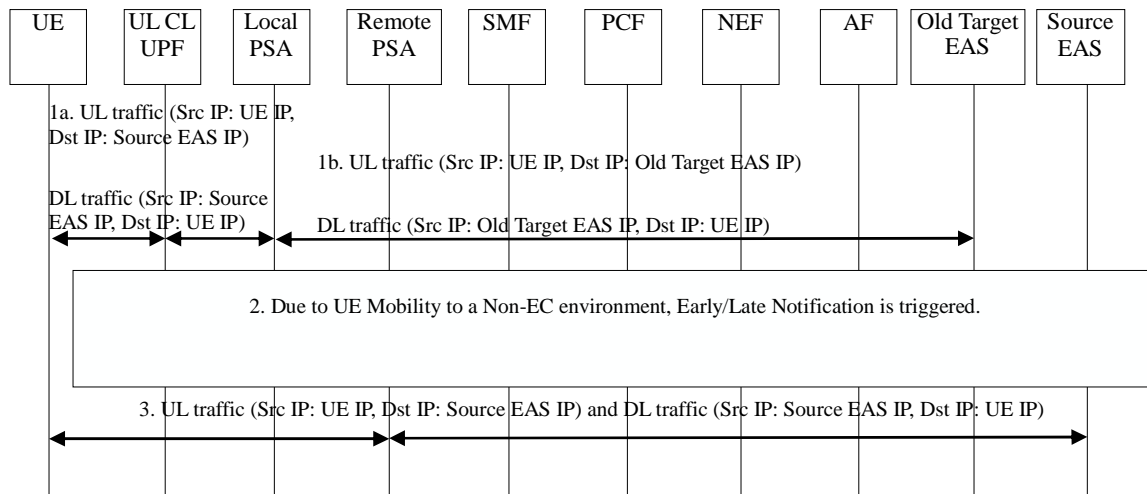 UE
UL CL
UPF
Local
PSA
Remote
PSA
SMF
PCF
NEF
AF
Old Target
EAS
Source
EAS
1a. UL traffic (Src IP: UE IP,
Dst IP: Source EAS IP)
1b. UL traffic (Src IP: UE IP, Dst IP: Old Target EAS IP)
DL traffic (Src IP: Source
EAS IP, Dst IP: UE IP)
DL traffic (Src IP: Old Target EAS IP, Dst IP: UE IP)
2. Due to UE Mobility to a Non-EC environment, Early/Late Notification is triggered.
3. UL traffic (Src IP: UE IP, Dst IP: Source EAS IP) and DL traffic (Src IP: Source EAS IP, Dst IP: UE IP)